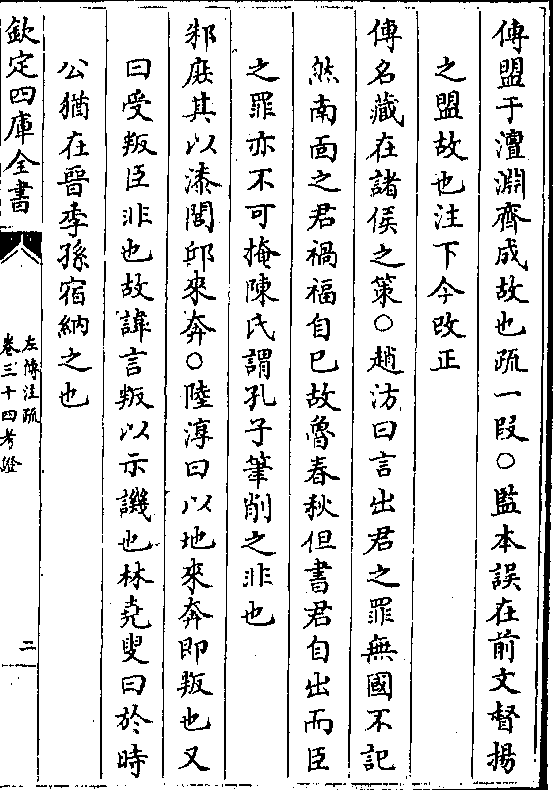 傳盟于澶淵齊成故也疏一段○監本誤在前文督揚
之盟故也注下今改正
傳名藏在諸侯之策○趙汸曰言出君之罪無國不記
然南面之君禍福自已故魯春秋但書君自出而臣
之罪亦不可掩陳氏謂孔子筆削之非也
邾庶其以漆閭邱來奔○陸淳曰以地來奔即叛也又
曰受叛臣非也故諱言叛以示譏也林堯叟曰於時
公猶在晉季孫宿納之也
欽定四庫全書
左傳注疏
卷三十四考證
二